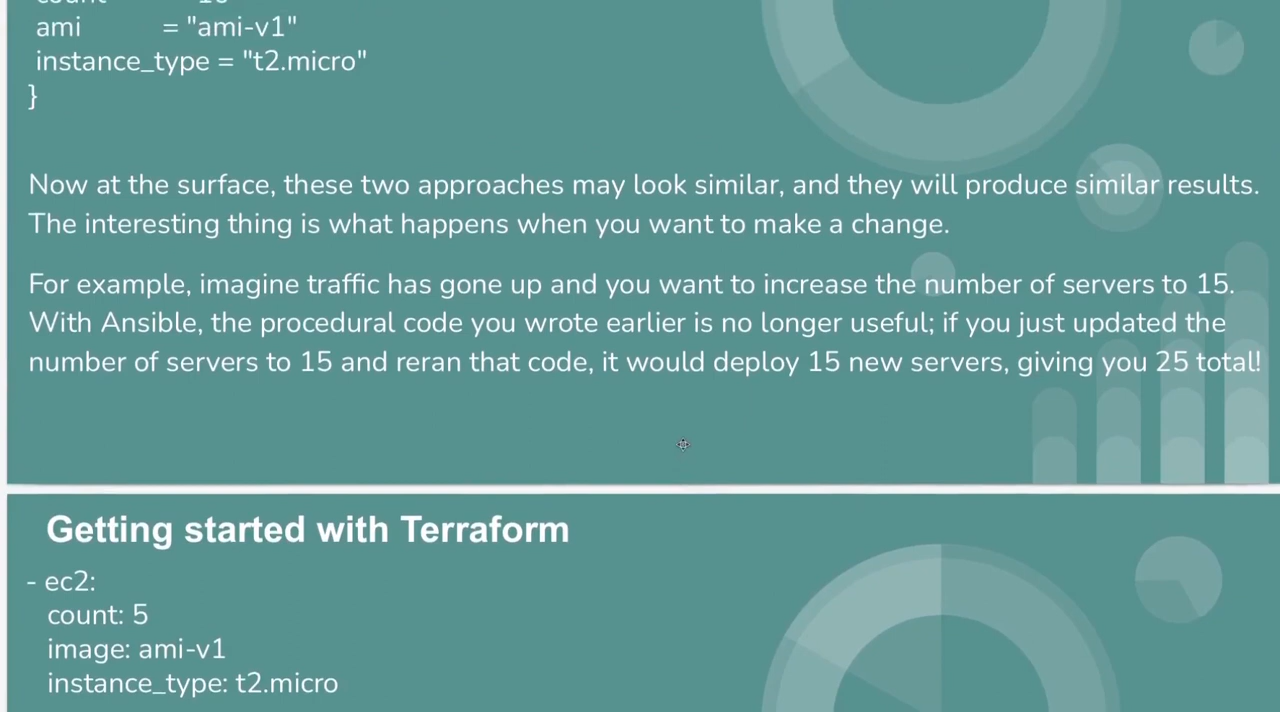 ami = "ami-v1"
instance_type = "t2.micro"
}
Now at the surface, these two approaches may look similar, and they will produce similar results.
The interesting thing is what happens when you want to make a change.
For example, imagine traffic has gone up and you want to increase the number of servers to 15.
With Ansible, the procedural code you wrote earlier is no longer useful; if you just updated the
number of servers to 15 and reran that code, it would deploy 15 new servers, giving you 25 total!
Getting started with Terraform
- ec2:
count: 5
image: ami-v1
instance_type: t2.micro